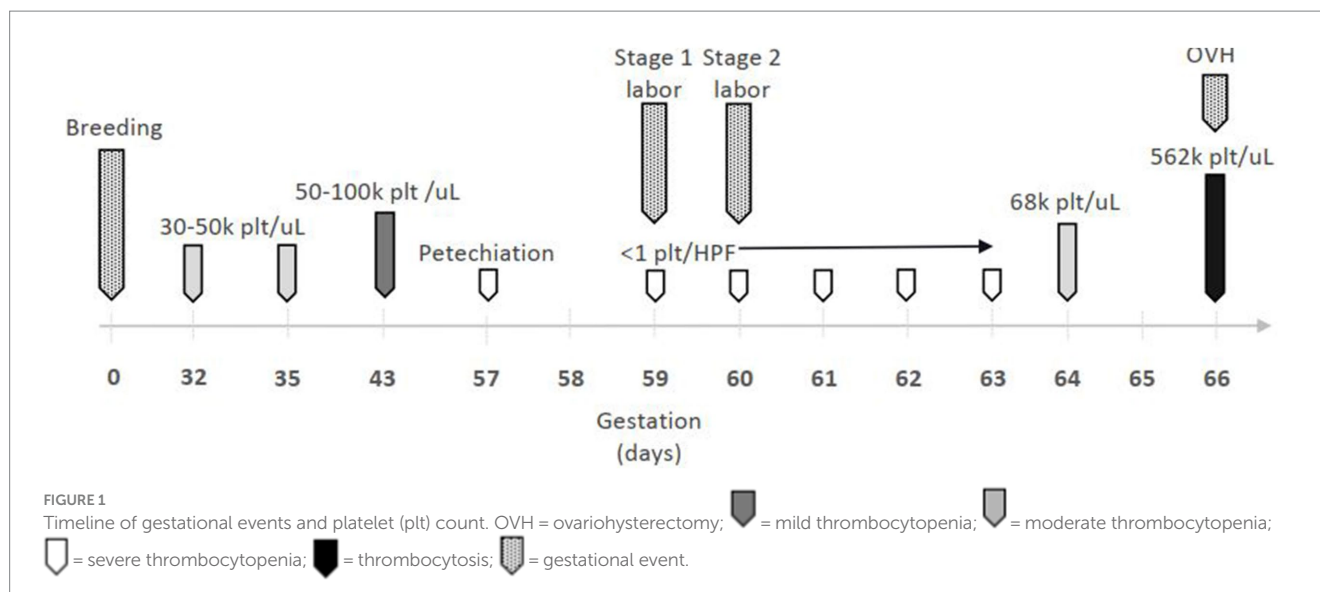 Stage 1 Stage 2
labor labor
OVH
Breeding
562k plt/uL
50-100k plt /uL
68k plt/uL
30-50k plt/uL
Petechiation
<1 plt/HPF
0 32 35 43 57 58 59 60 61 62 63 64 65 66
Gestation
(days)
FIGURE 1
Timeline of gestational events and platelet (plt) count. OVH = ovariohysterectomy; = mild thrombocytopenia; = moderate thrombocytopenia;
= severe thrombocytopenia; = thrombocytosis; = gestational event.